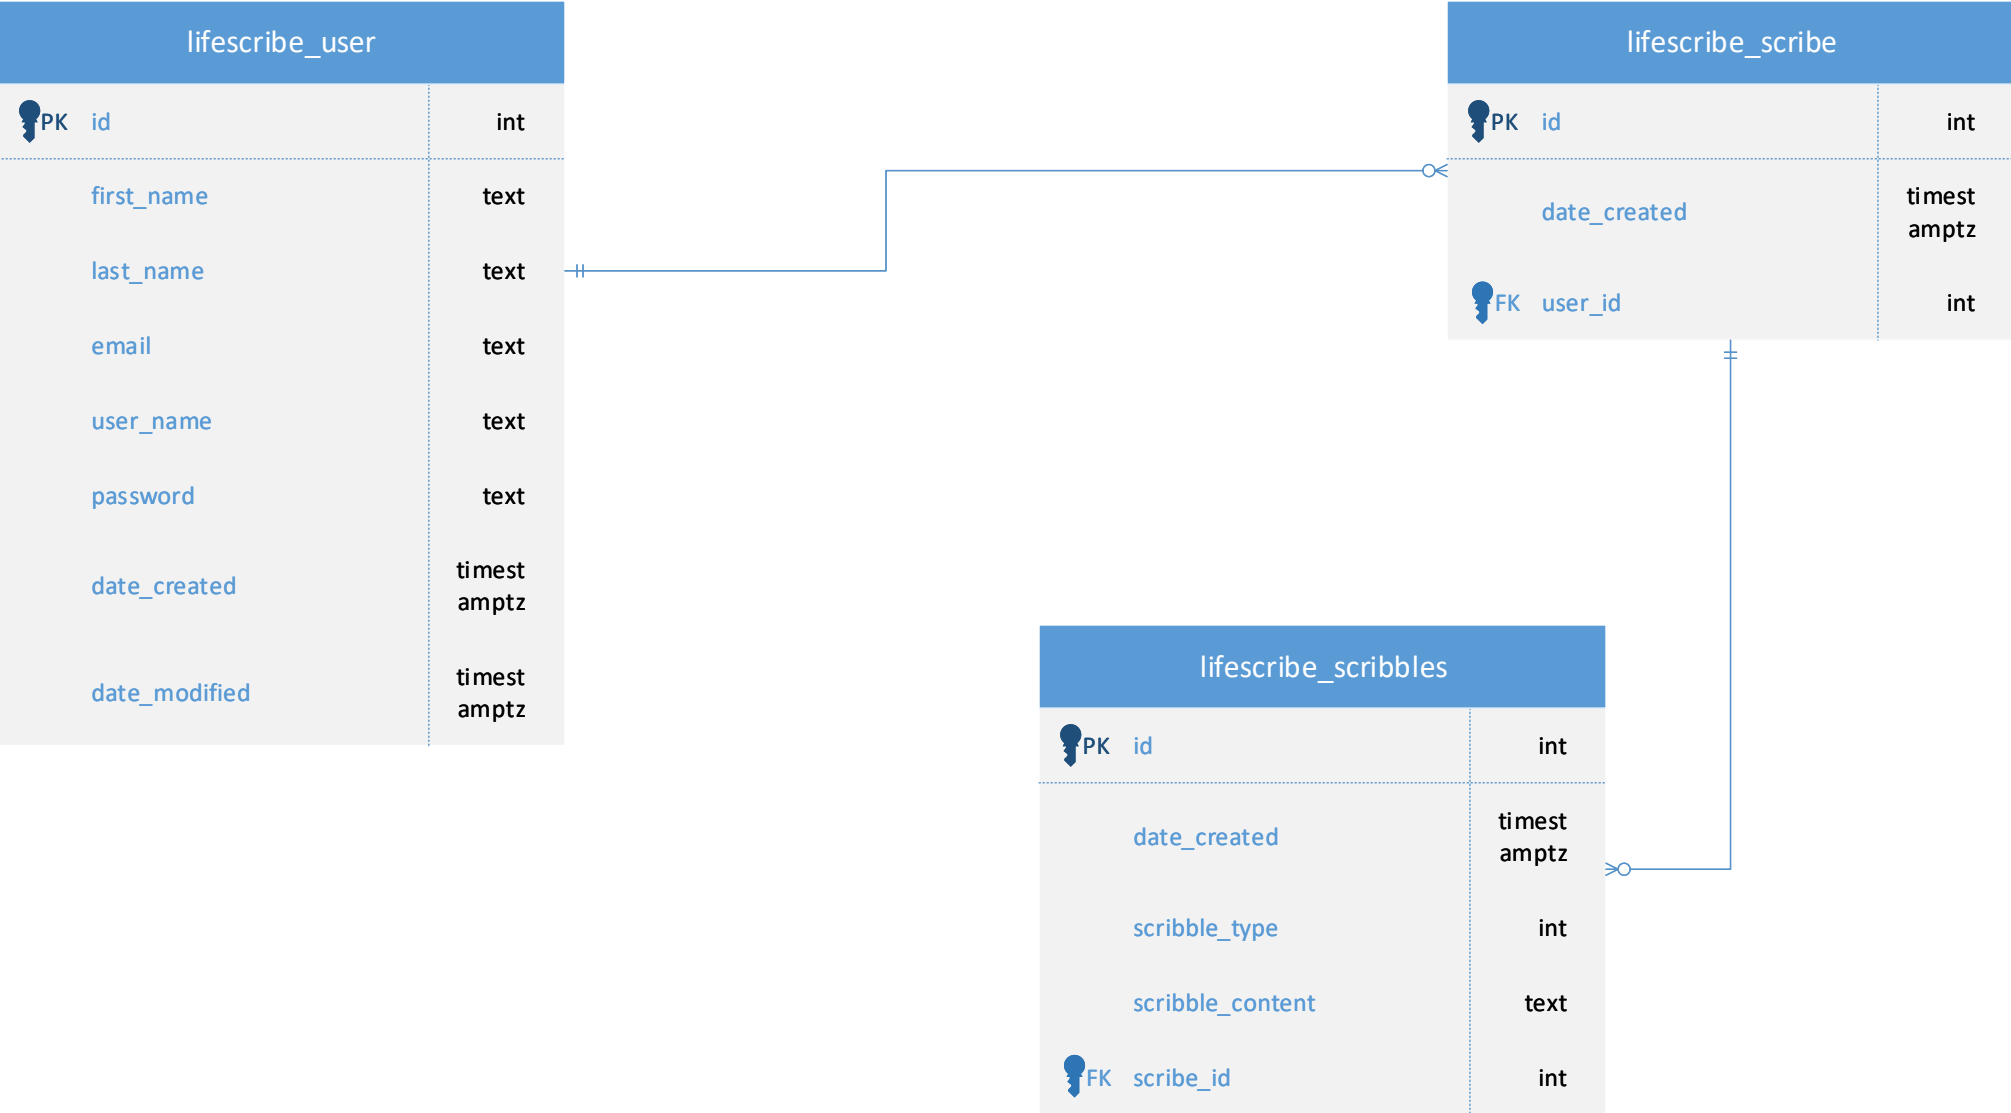 lifescribe_user
PK id int
first_name text
last_name text
email text
user_name text
password text
date_created timest
amptz
date_modified timest
amptz
lifescribe_scribe
PK id int
date_created timest
amptz
FK user_id int
lifescribe_scribbles
PK id int
date_created timest
amptz
scribble_type int
scribble_content text
FK scribe_id int